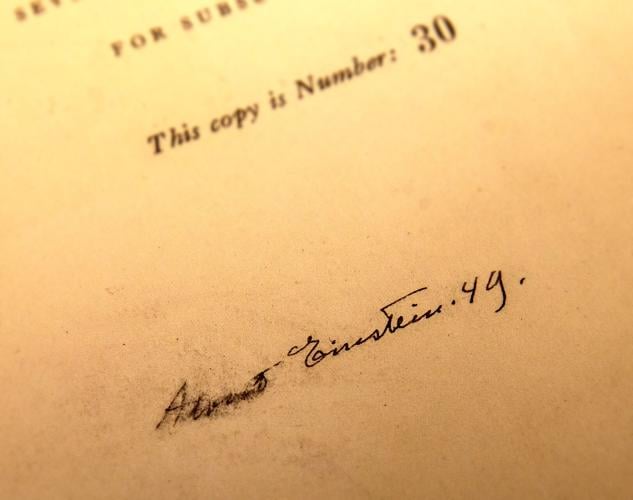 FOR
This copy is Number: 30
Einstein. 49.